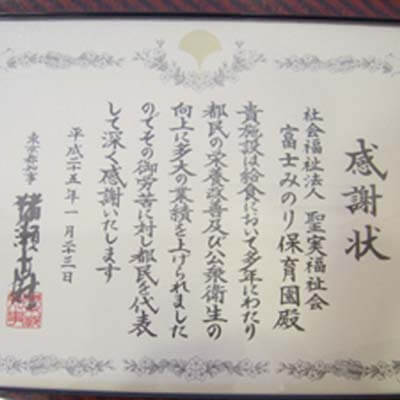 感謝状
社会福祉法人 聖実福祉会
富士みのり保育園殿
貴施設は給食において多年にわたり
都民の栄養改善及び公衆衛生の
向上に多大の業績を上げられました
のでその御労苦に対し都民を代表
して深く感謝いたします
平成二十五年一月二十三日
東京都知事 猪瀬直樹